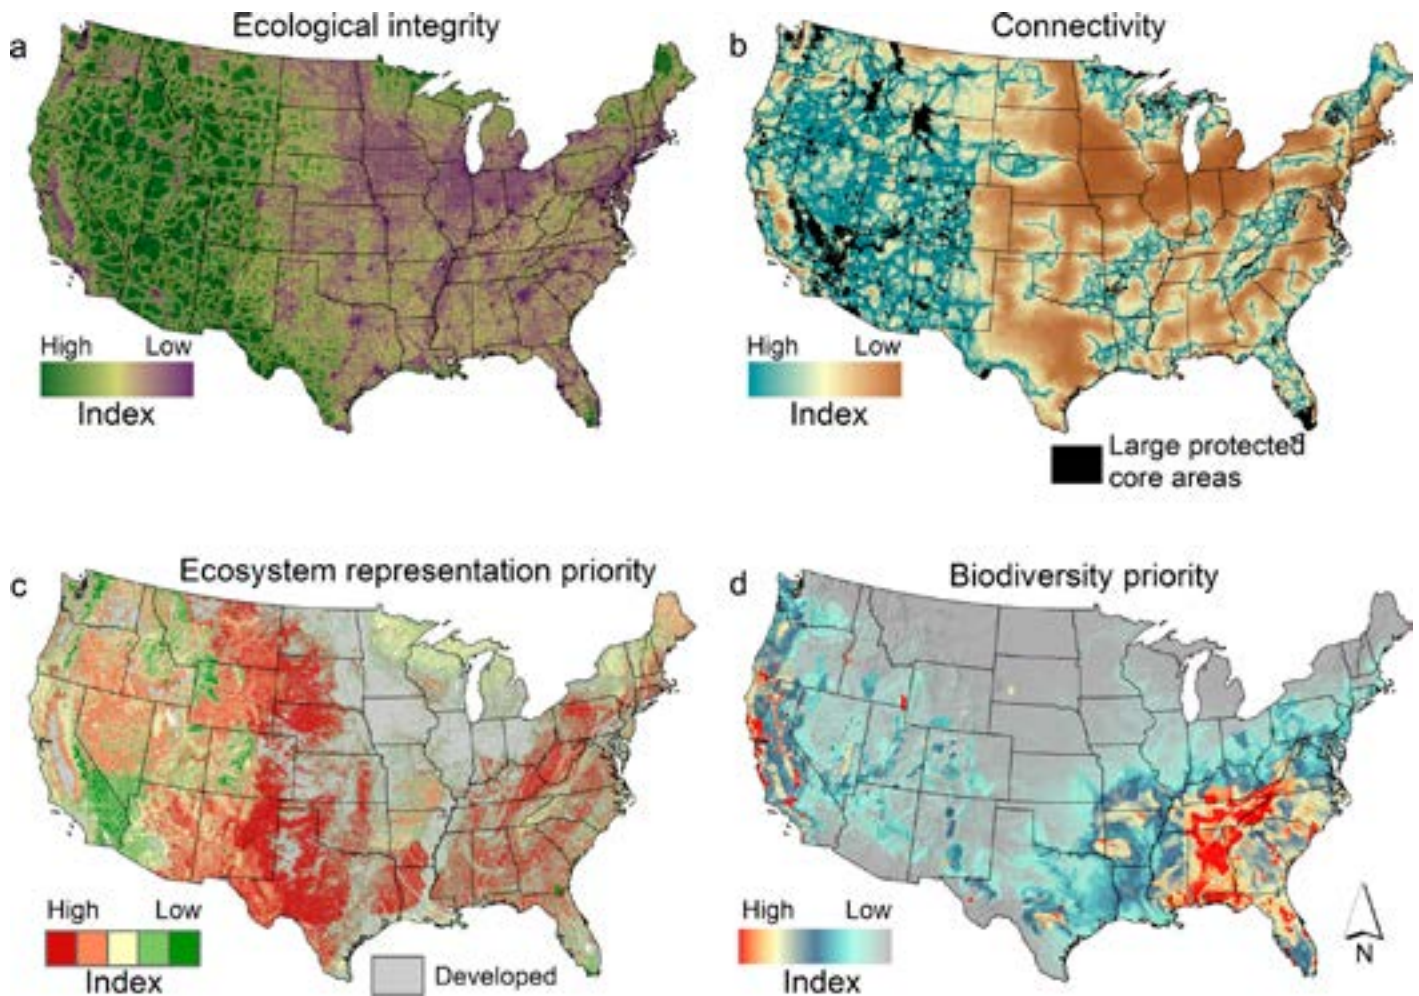 a
Ecological integrity
High Low
Index
b
Connectivity
High Low
Index
Large protected
core areas
c
Ecosystem representation priority
High Low
Index
Developed
d
Biodiversity priority
High Low
Index
N